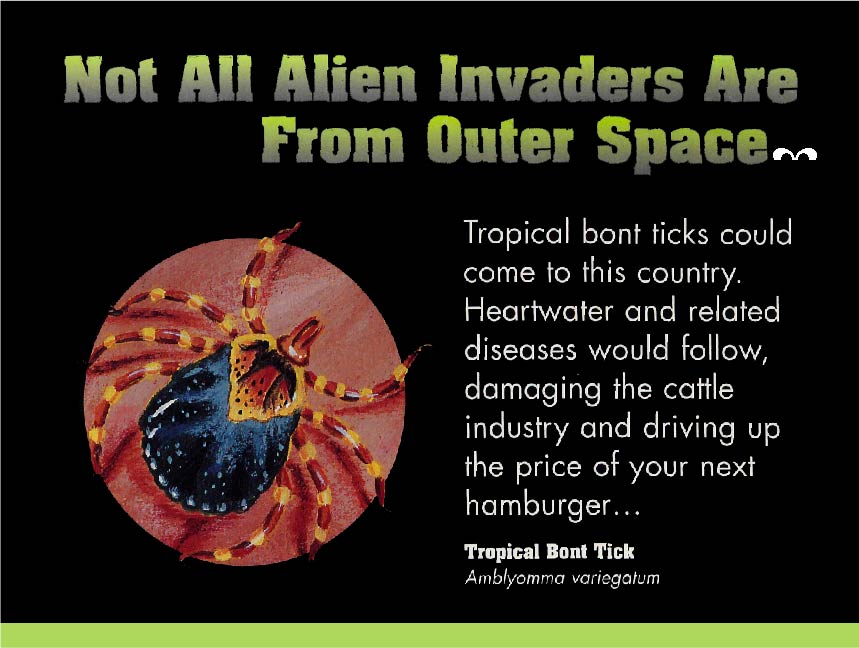 Not All Alien Invaders Are
From Outer Space...
Tropical bont ticks could
come to this country.
Heartwater and related
diseases would follow,
damaging the cattle
industry and driving up
the price of your next
hamburger...
Tropical Bont Tick
Amblyomma variegatum